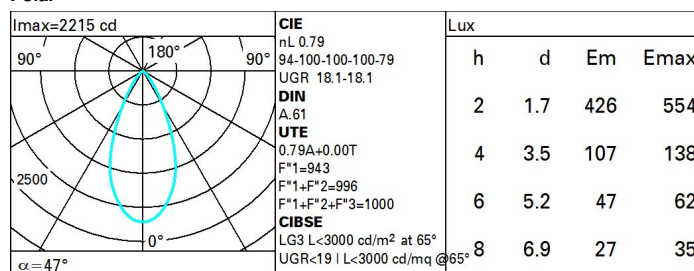 Imax=2215 cd
90° 180° 90°
2500
0°
α=47°
CIE
nL 0.79
94-100-100-100-79
UGR 18.1-18.1
DIN
A.61
UTE
0.79A+0.00T
F"1=943
F"1+F"2=996
F"1+F"2+F"3=1000
CIBSE
LG3 L<3000 cd/m² at 65°
UGR<19 | L<3000 cd/mq @65°
Lux
h d Em Emax
2 1.7 426 554
4 3.5 107 138
6 5.2 47 62
8 6.9 27 35